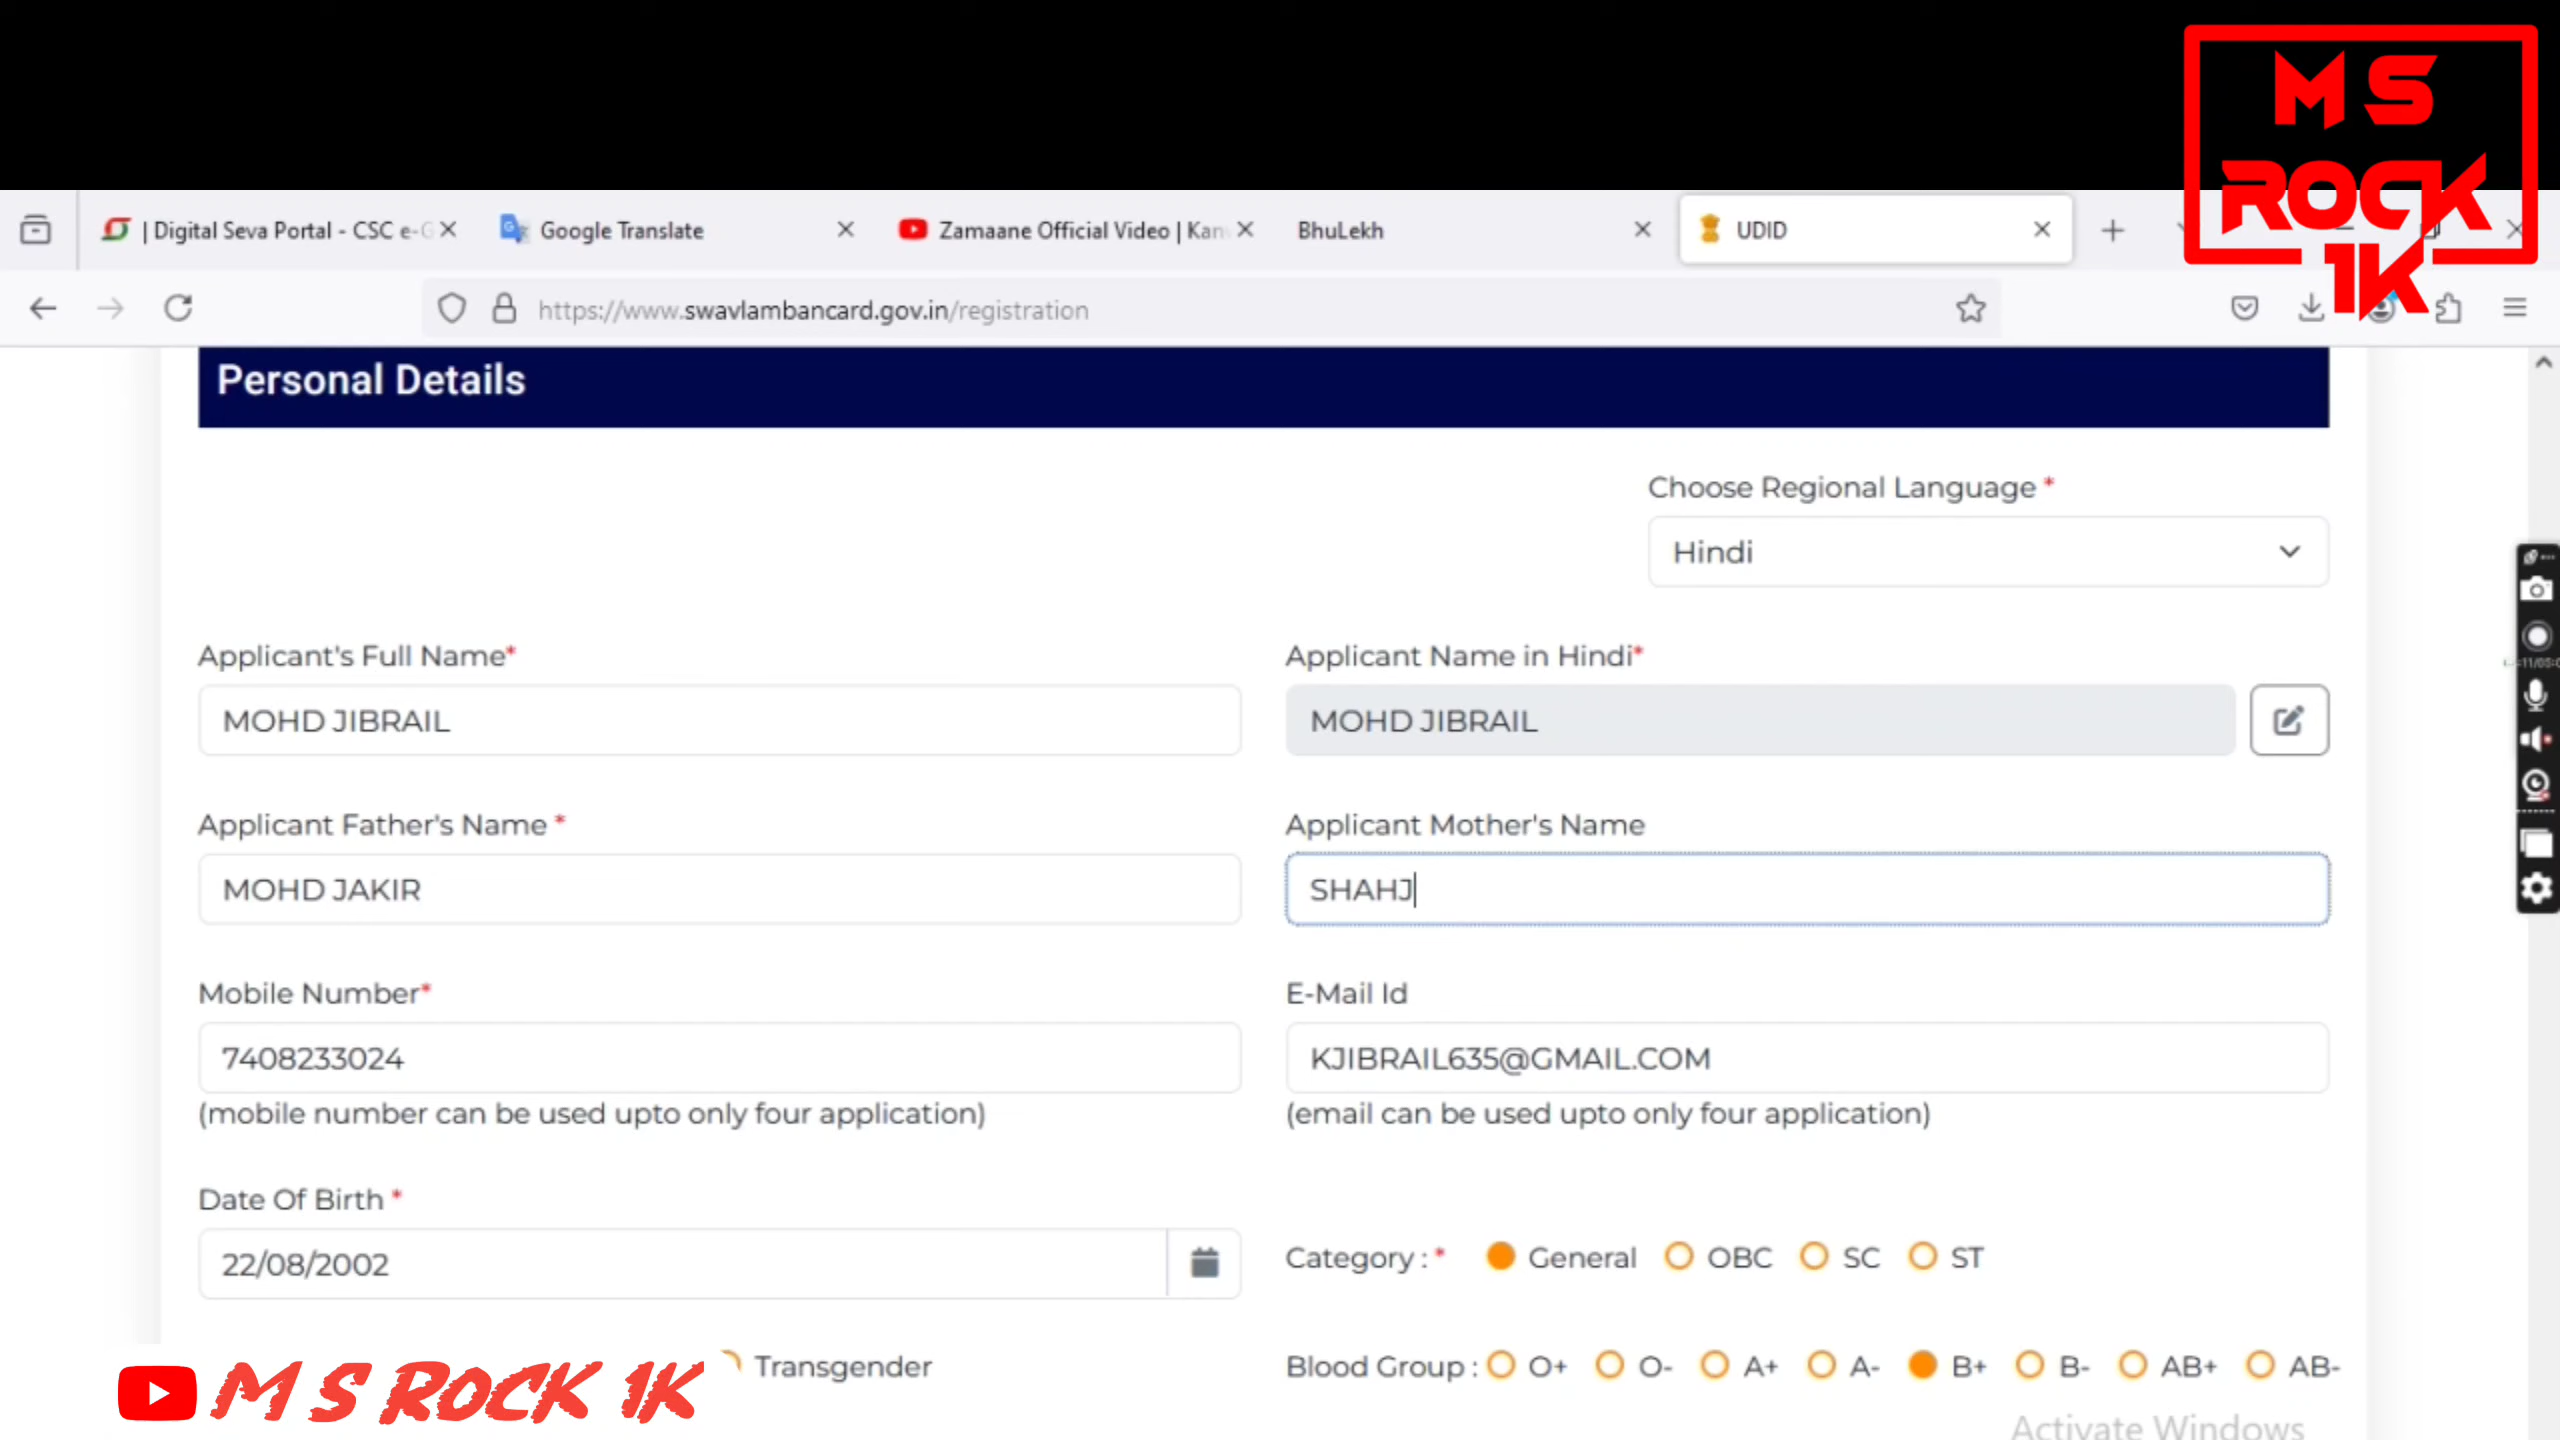 M S
ROCK
1K
| Digital Seva Portal - CSC e-G
Google Translate
Zamaane Official Video | Kan
BhuLekh
UDID
https://www.swavlambancard.gov.in/registration
Personal Details
Choose Regional Language *
Hindi
Applicant's Full Name*
Applicant Name in Hindi*
MOHD JIBRAIL
MOHD JIBRAIL
Applicant Father's Name *
Applicant Mother's Name
MOHD JAKIR
SHAHJ
Mobile Number*
E-Mail Id
7408233024
KJIBRAIL635@GMAIL.COM
(mobile number can be used upto only four application)
(email can be used upto only four application)
Date Of Birth *
22/08/2002
Category : * General OBC SC ST
Transgender
Blood Group : O+ O- A+ A- B+ B- AB+ AB-
M S ROCK 1K
Activate Windows